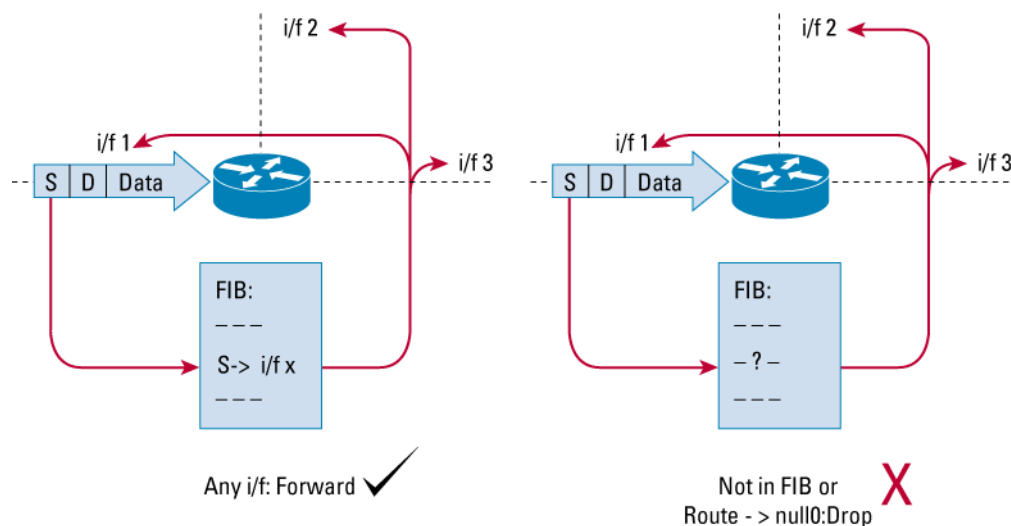 i/f 2
i/f 1
i/f 3
S D Data
FIB:
– – –
S-> i/f x
– – –
Any i/f: Forward
i/f 2
i/f 1
i/f 3
S D Data
FIB:
– – –
– ? –
– – –
Not in FIB or
Route - > null0:Drop
X